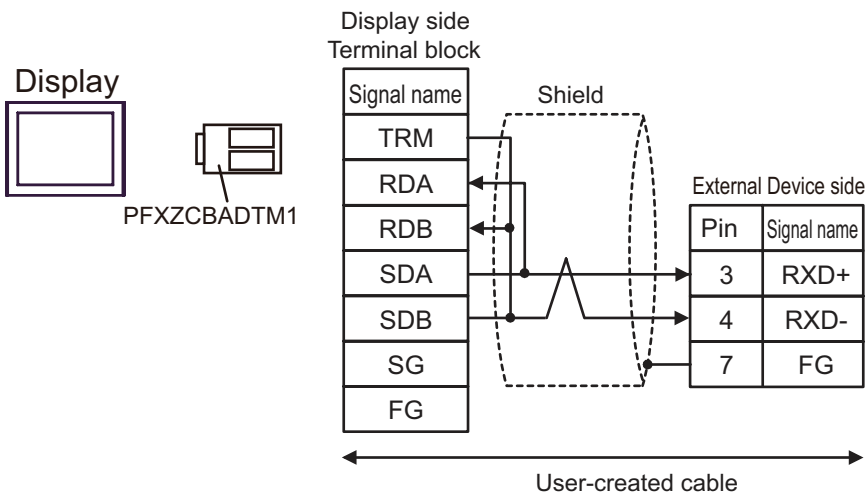 Display
PFXZCBADTM1
Display side
Terminal block
Signal name
TRM
RDA
RDB
SDA
SDB
SG
FG
Shield
External Device side
Pin Signal name
3 RXD+
4 RXD-
7 FG
User-created cable